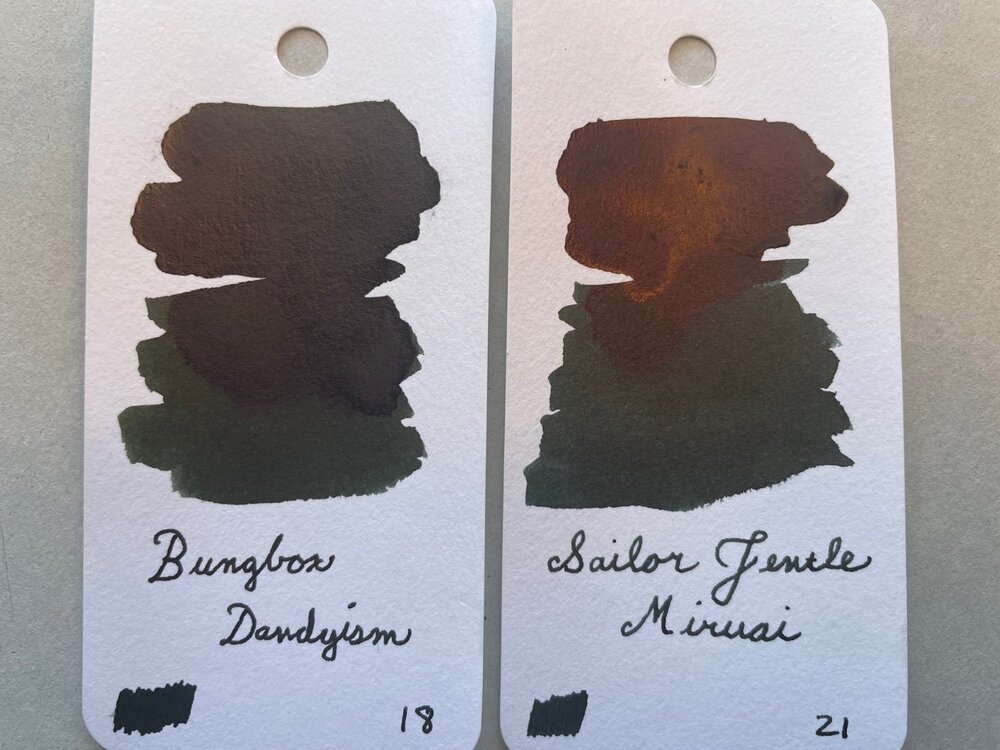 Bungbox
Dandyism
18
Sailor Jentle
Miruai
21